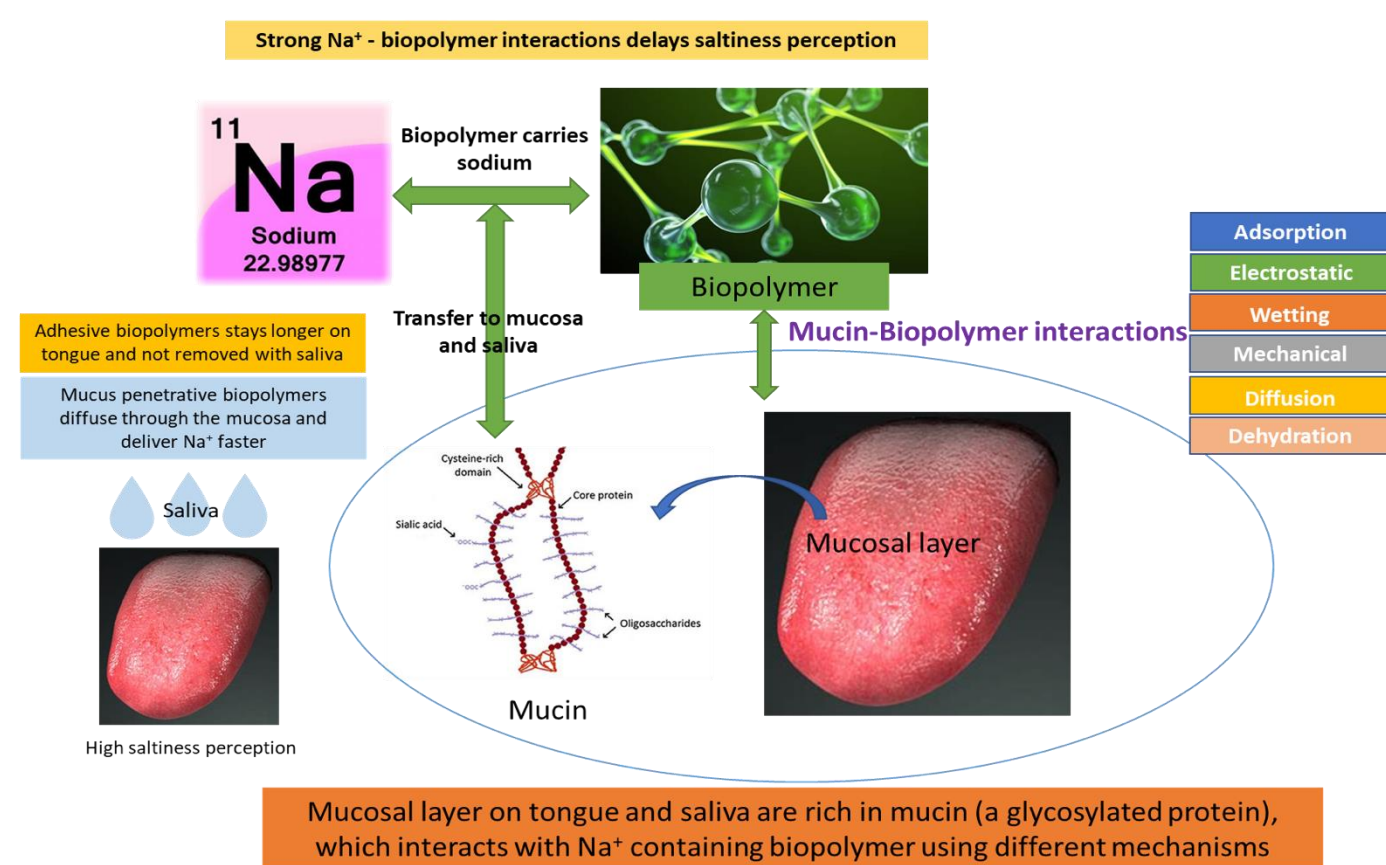 Strong Na⁺ - biopolymer interactions delays saltiness perception
11
Na
Sodium
22.98977
Biopolymer carries
sodium
Biopolymer
Transfer to mucosa
and saliva
Mucin-Biopolymer interactions
Adsorption
Electrostatic
Wetting
Mechanical
Diffusion
Dehydration
Adhesive biopolymers stays longer on
tongue and not removed with saliva
Mucus penetrative biopolymers
diffuse through the mucosa and
deliver Na⁺ faster
Saliva
High saltiness perception
Cysteine-rich
domain
Core protein
Sialic acid
-OOC
-OOC
Oligosaccharides
Mucin
Mucosal layer
Mucosal layer on tongue and saliva are rich in mucin (a glycosylated protein),
which interacts with Na⁺ containing biopolymer using different mechanisms